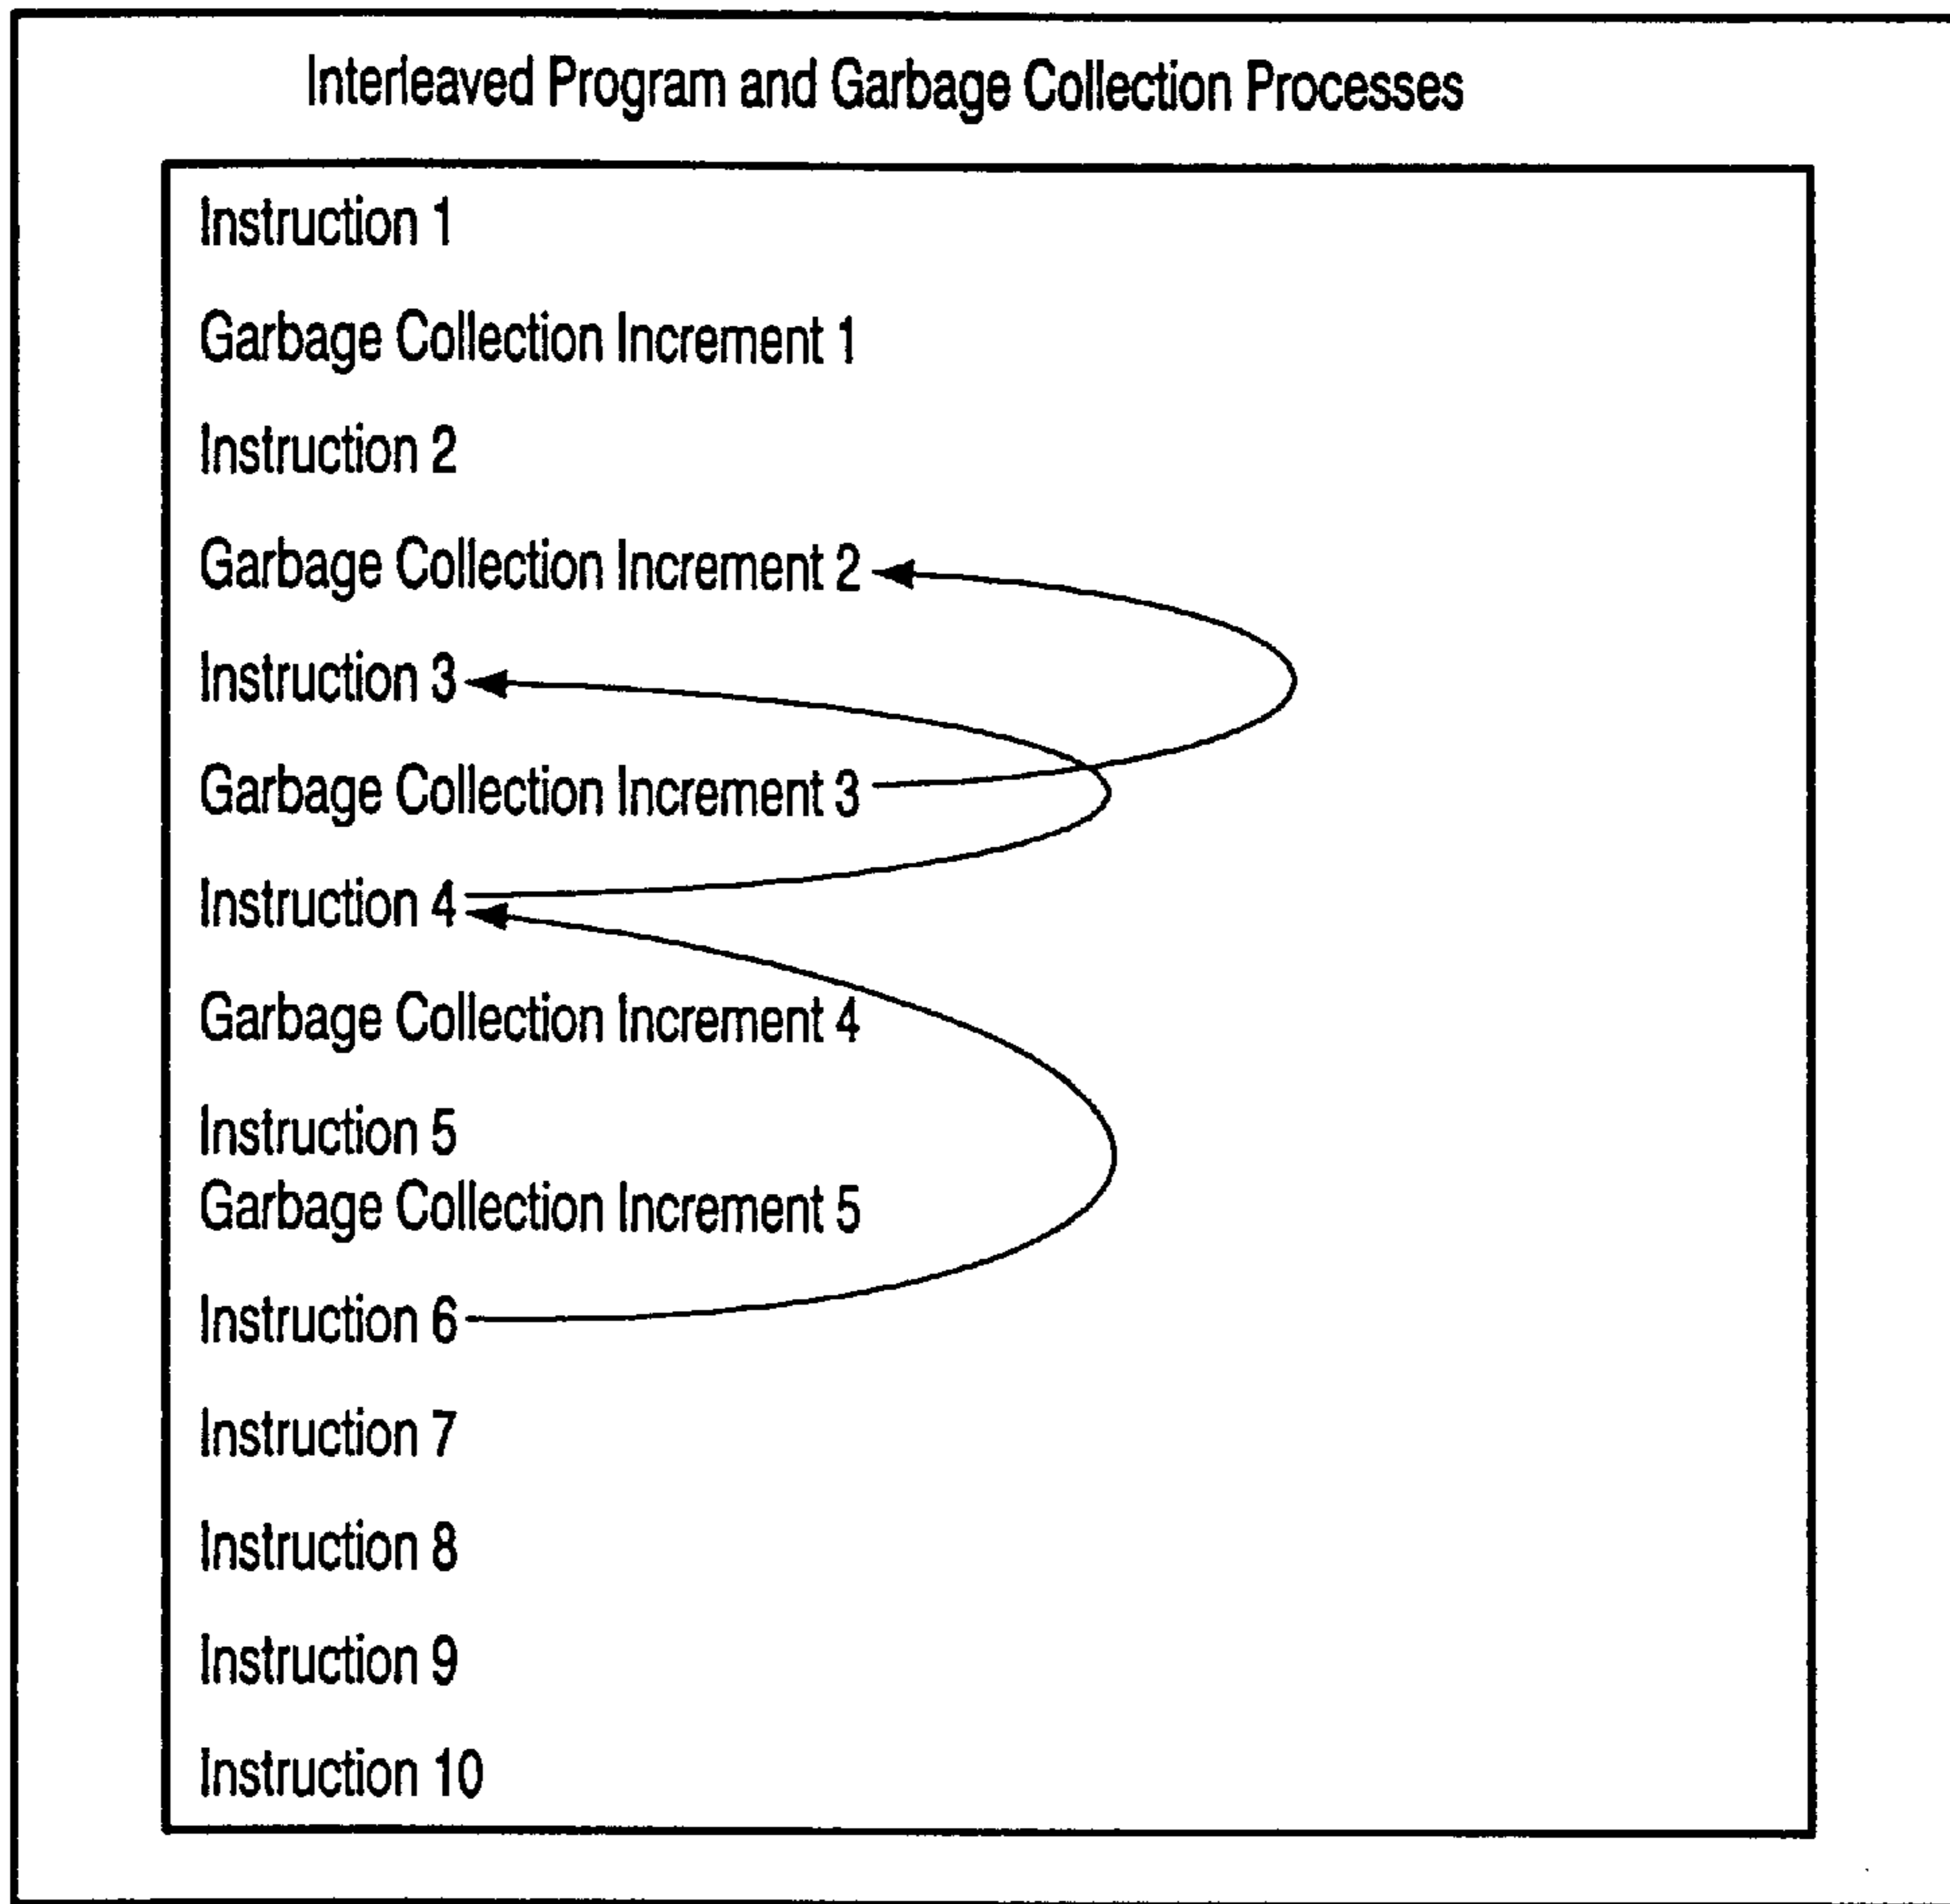 Interleaved Program and Garbage Collection Processes
Instruction 1
Garbage Collection Increment 1
Instruction 2
Garbage Collection Increment 2
Instruction 3
Garbage Collection Increment 3
Instruction 4
Garbage Collection Increment 4
Instruction 5
Garbage Collection Increment 5
Instruction 6
Instruction 7
Instruction 8
Instruction 9
Instruction 10